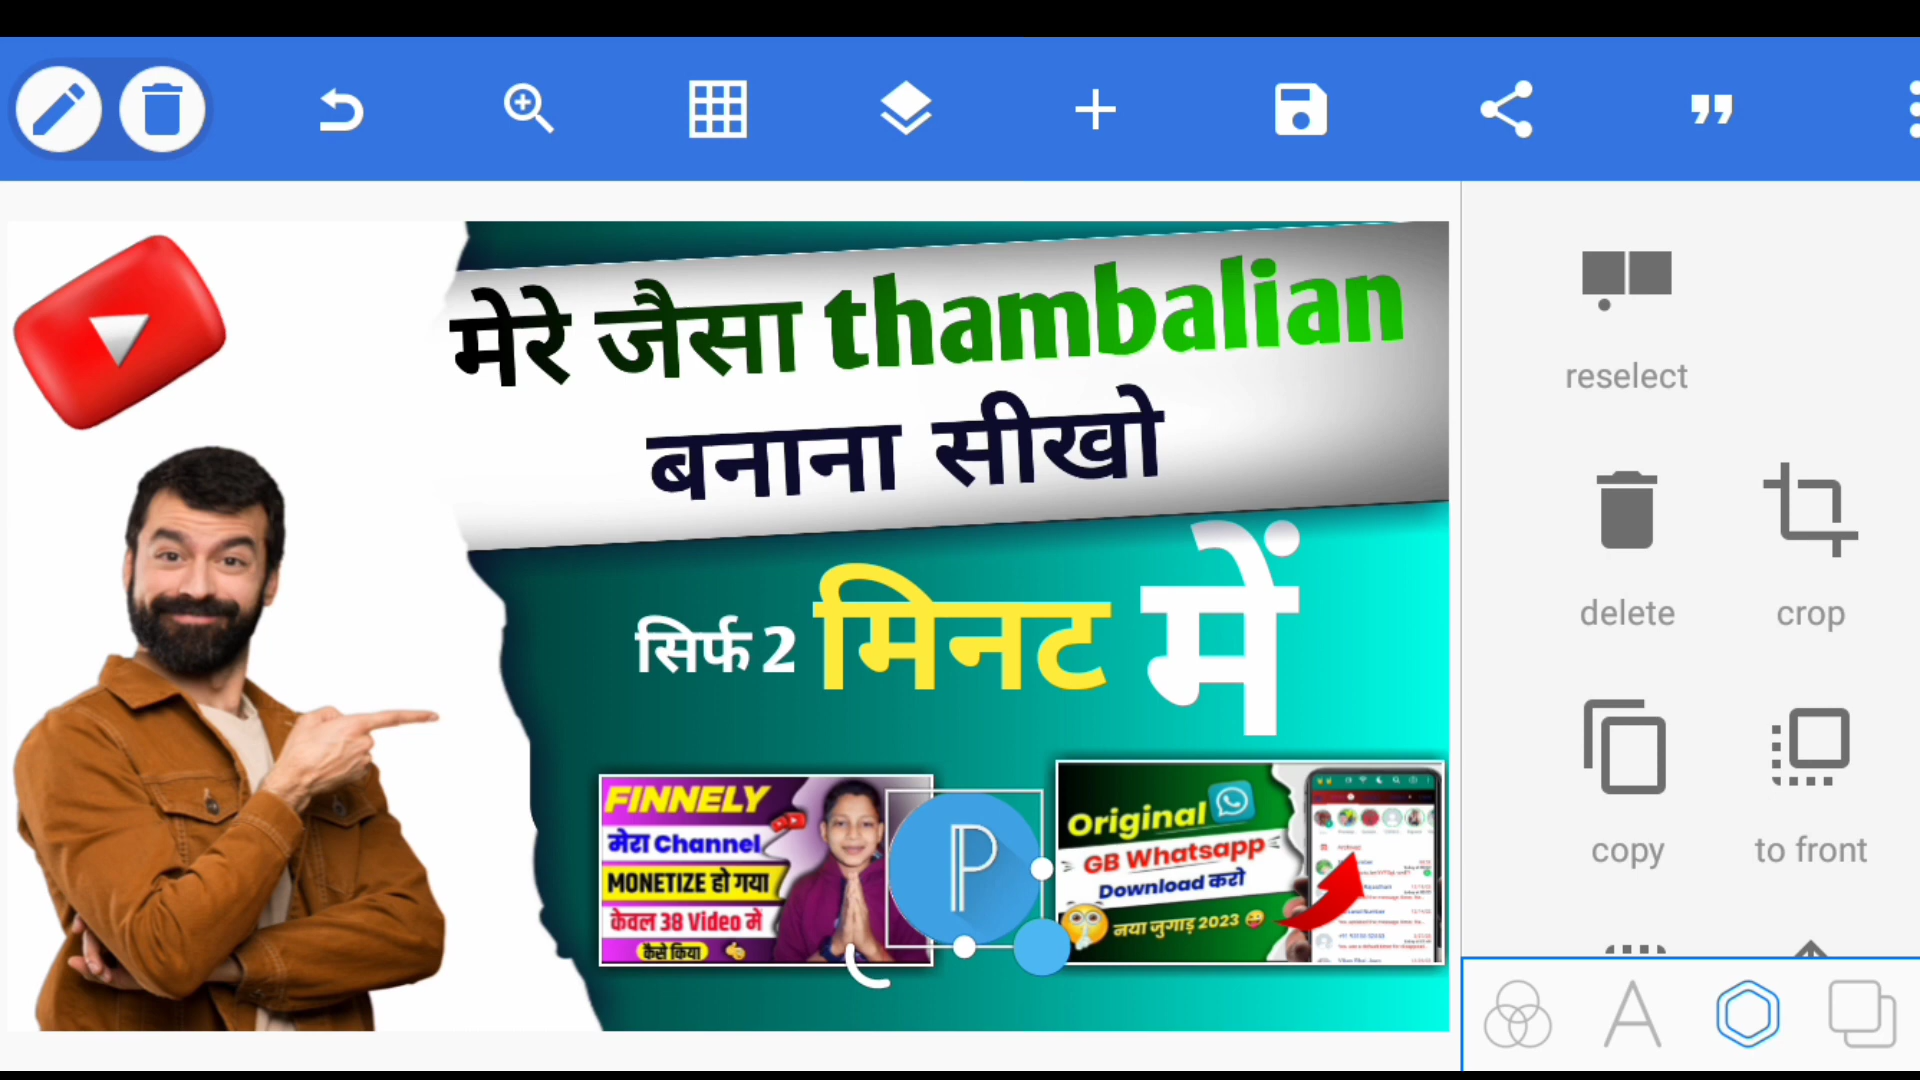 मेरे जैसा thambalian
बनाना सीखो
सिर्फ 2 मिनट में
FINNELY
मेरा Channel
MONETIZE हो गया
केवल 38 Video मे
कैसे किया
P
Original
GB Whatsapp
Download करो
नया जुगाड़ 2023
reselect
delete
crop
copy
to front